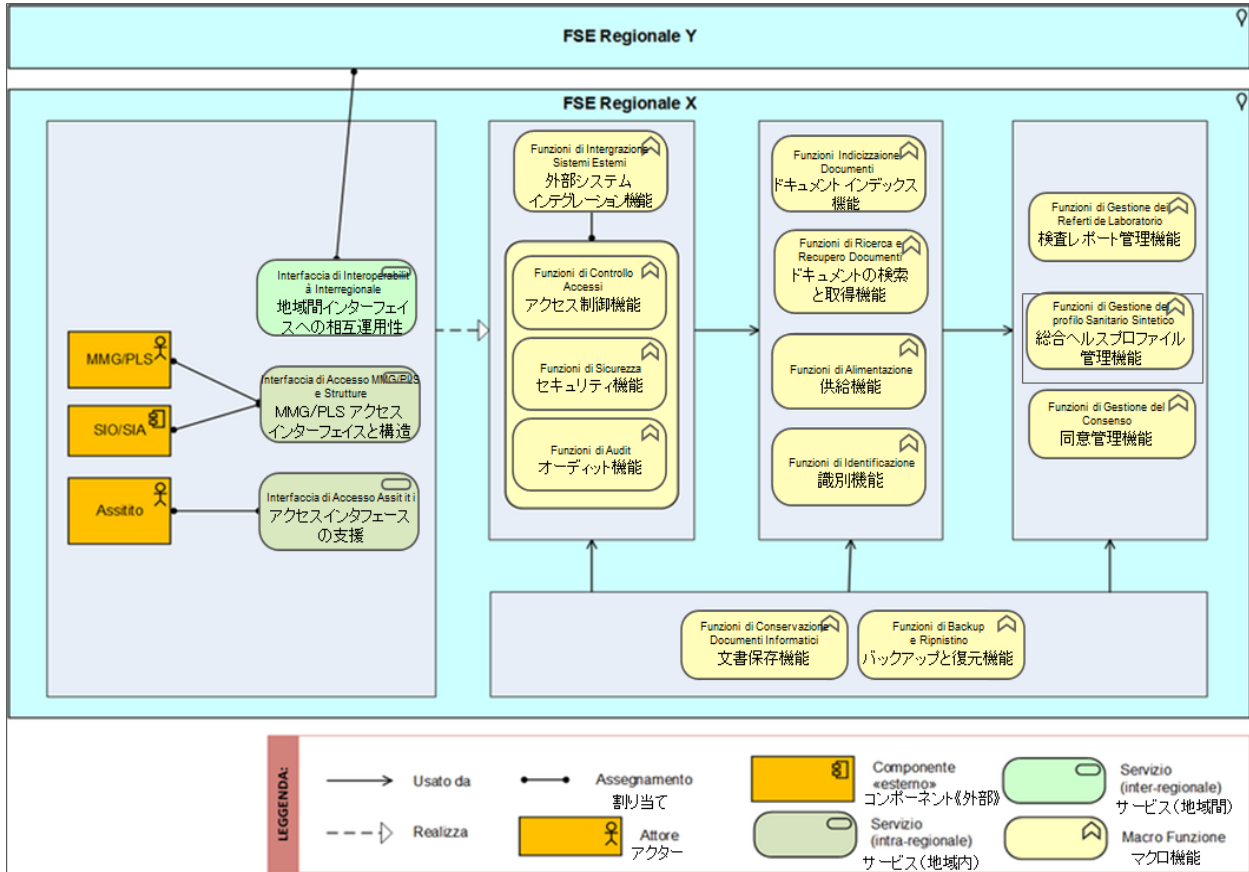 FSE Regionale Y
FSE Regionale X
Interfaccia di Interoperabilit
à Interregionale
地域間インターフェイ
スへの相互運用性
MMG/PLS
SIO/SIA
Assitito
Interfaccia di Accesso MMG/PLS
e Strutture
MMG/PLS アクセス
インターフェイスと構造
Interfaccia di Accesso Assit it i
アクセスインタフェース
の支援
Funzioni di Intergrazione
Sistemi Estemi
外部システム
インテグレーション機能
Funzioni di Controllo
Accessi
アクセス制御機能
Funzioni di Sicurezza
セキュリティ機能
Funzioni di Audit
オーディット機能
Funzioni Indicizzaione
Documenti
ドキュメント インデックス
機能
Funzioni di Ricerca e
Recupero Documenti
ドキュメントの検索
と取得機能
Funzioni di Alimentazione
供給機能
Funzioni di Identificazione
識別機能
Funzioni di Gestione dei
Referti de Laboratorio
検査レポート管理機能
Funzioni di Gestione del
profilo Sanitario Sintetico
総合ヘルスプロファイル
管理機能
Funzioni di Gestione del
Consenso
同意管理機能
Funzioni di Conservazione
Documenti Informatici
文書保存機能
Funzioni di Backup
e Ripnistino
バックアップと復元機能
LEGGENDA:
Usato da
Realizza
Assegnamento
割り当て
Attore
アクター
Componente
«esterno»
コンポーネント《外部》
Servizio
(intra-regionale)
サービス(地域内)
Servizio
(inter-regionale)
サービス(地域間)
Macro Funzione
マクロ機能